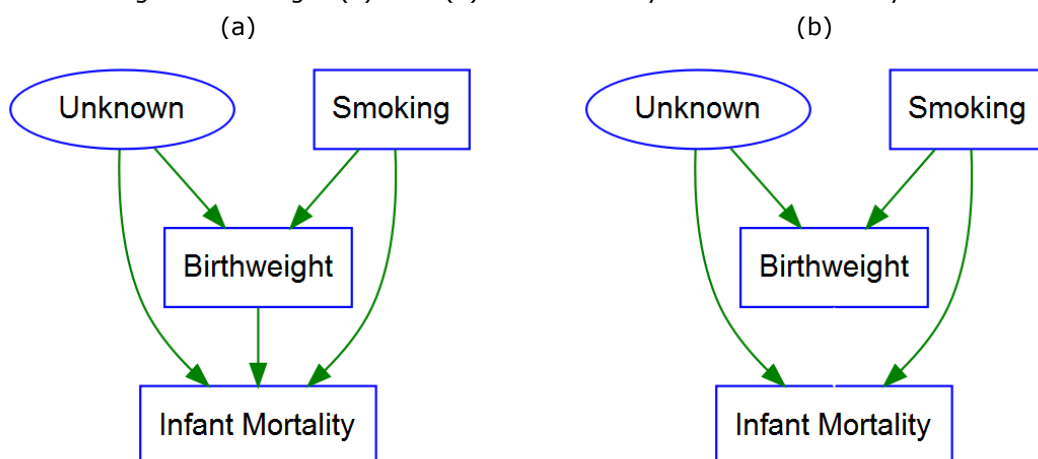 (a)
(b)
Unknown
Smoking
Birthweight
Infant Mortality
Unknown
Smoking
Birthweight
Infant Mortality